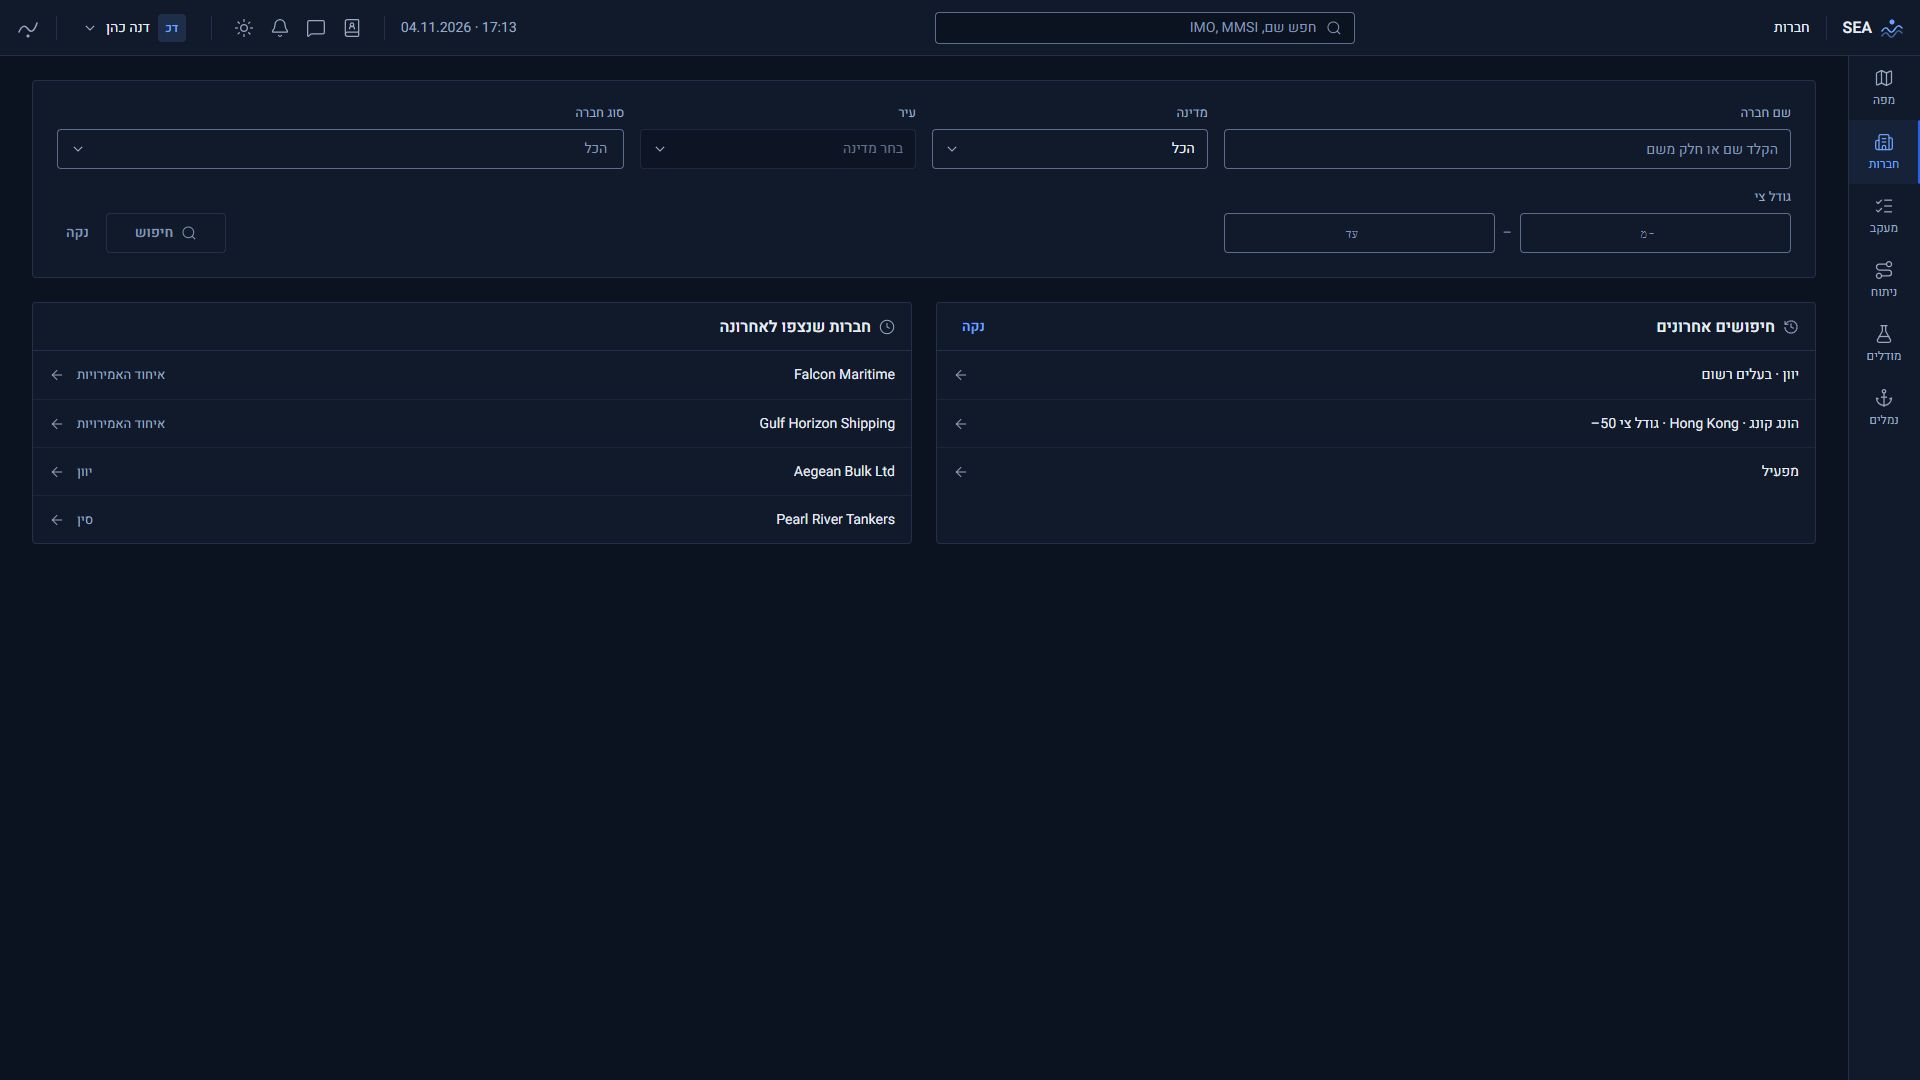 SEA
חברות
חפש שם, IMO, MMSI
04.11.2026 · 17:13
דכ
דנה כהן
מפה
חברות
מעקב
ניתוח
מודלים
נמלים
שם חברה
הקלד שם או חלק משם
מדינה
הכל
עיר
בחר מדינה
סוג חברה
הכל
גודל צי
מ-
–
עד
חיפוש
נקה
חיפושים אחרונים
נקה
יוון · בעלים רשום
הונג קונג · Hong Kong · גודל צי 50–
מפעיל
חברות שנצפו לאחרונה
Falcon Maritime
איחוד האמירויות
Gulf Horizon Shipping
איחוד האמירויות
Aegean Bulk Ltd
יוון
Pearl River Tankers
סין